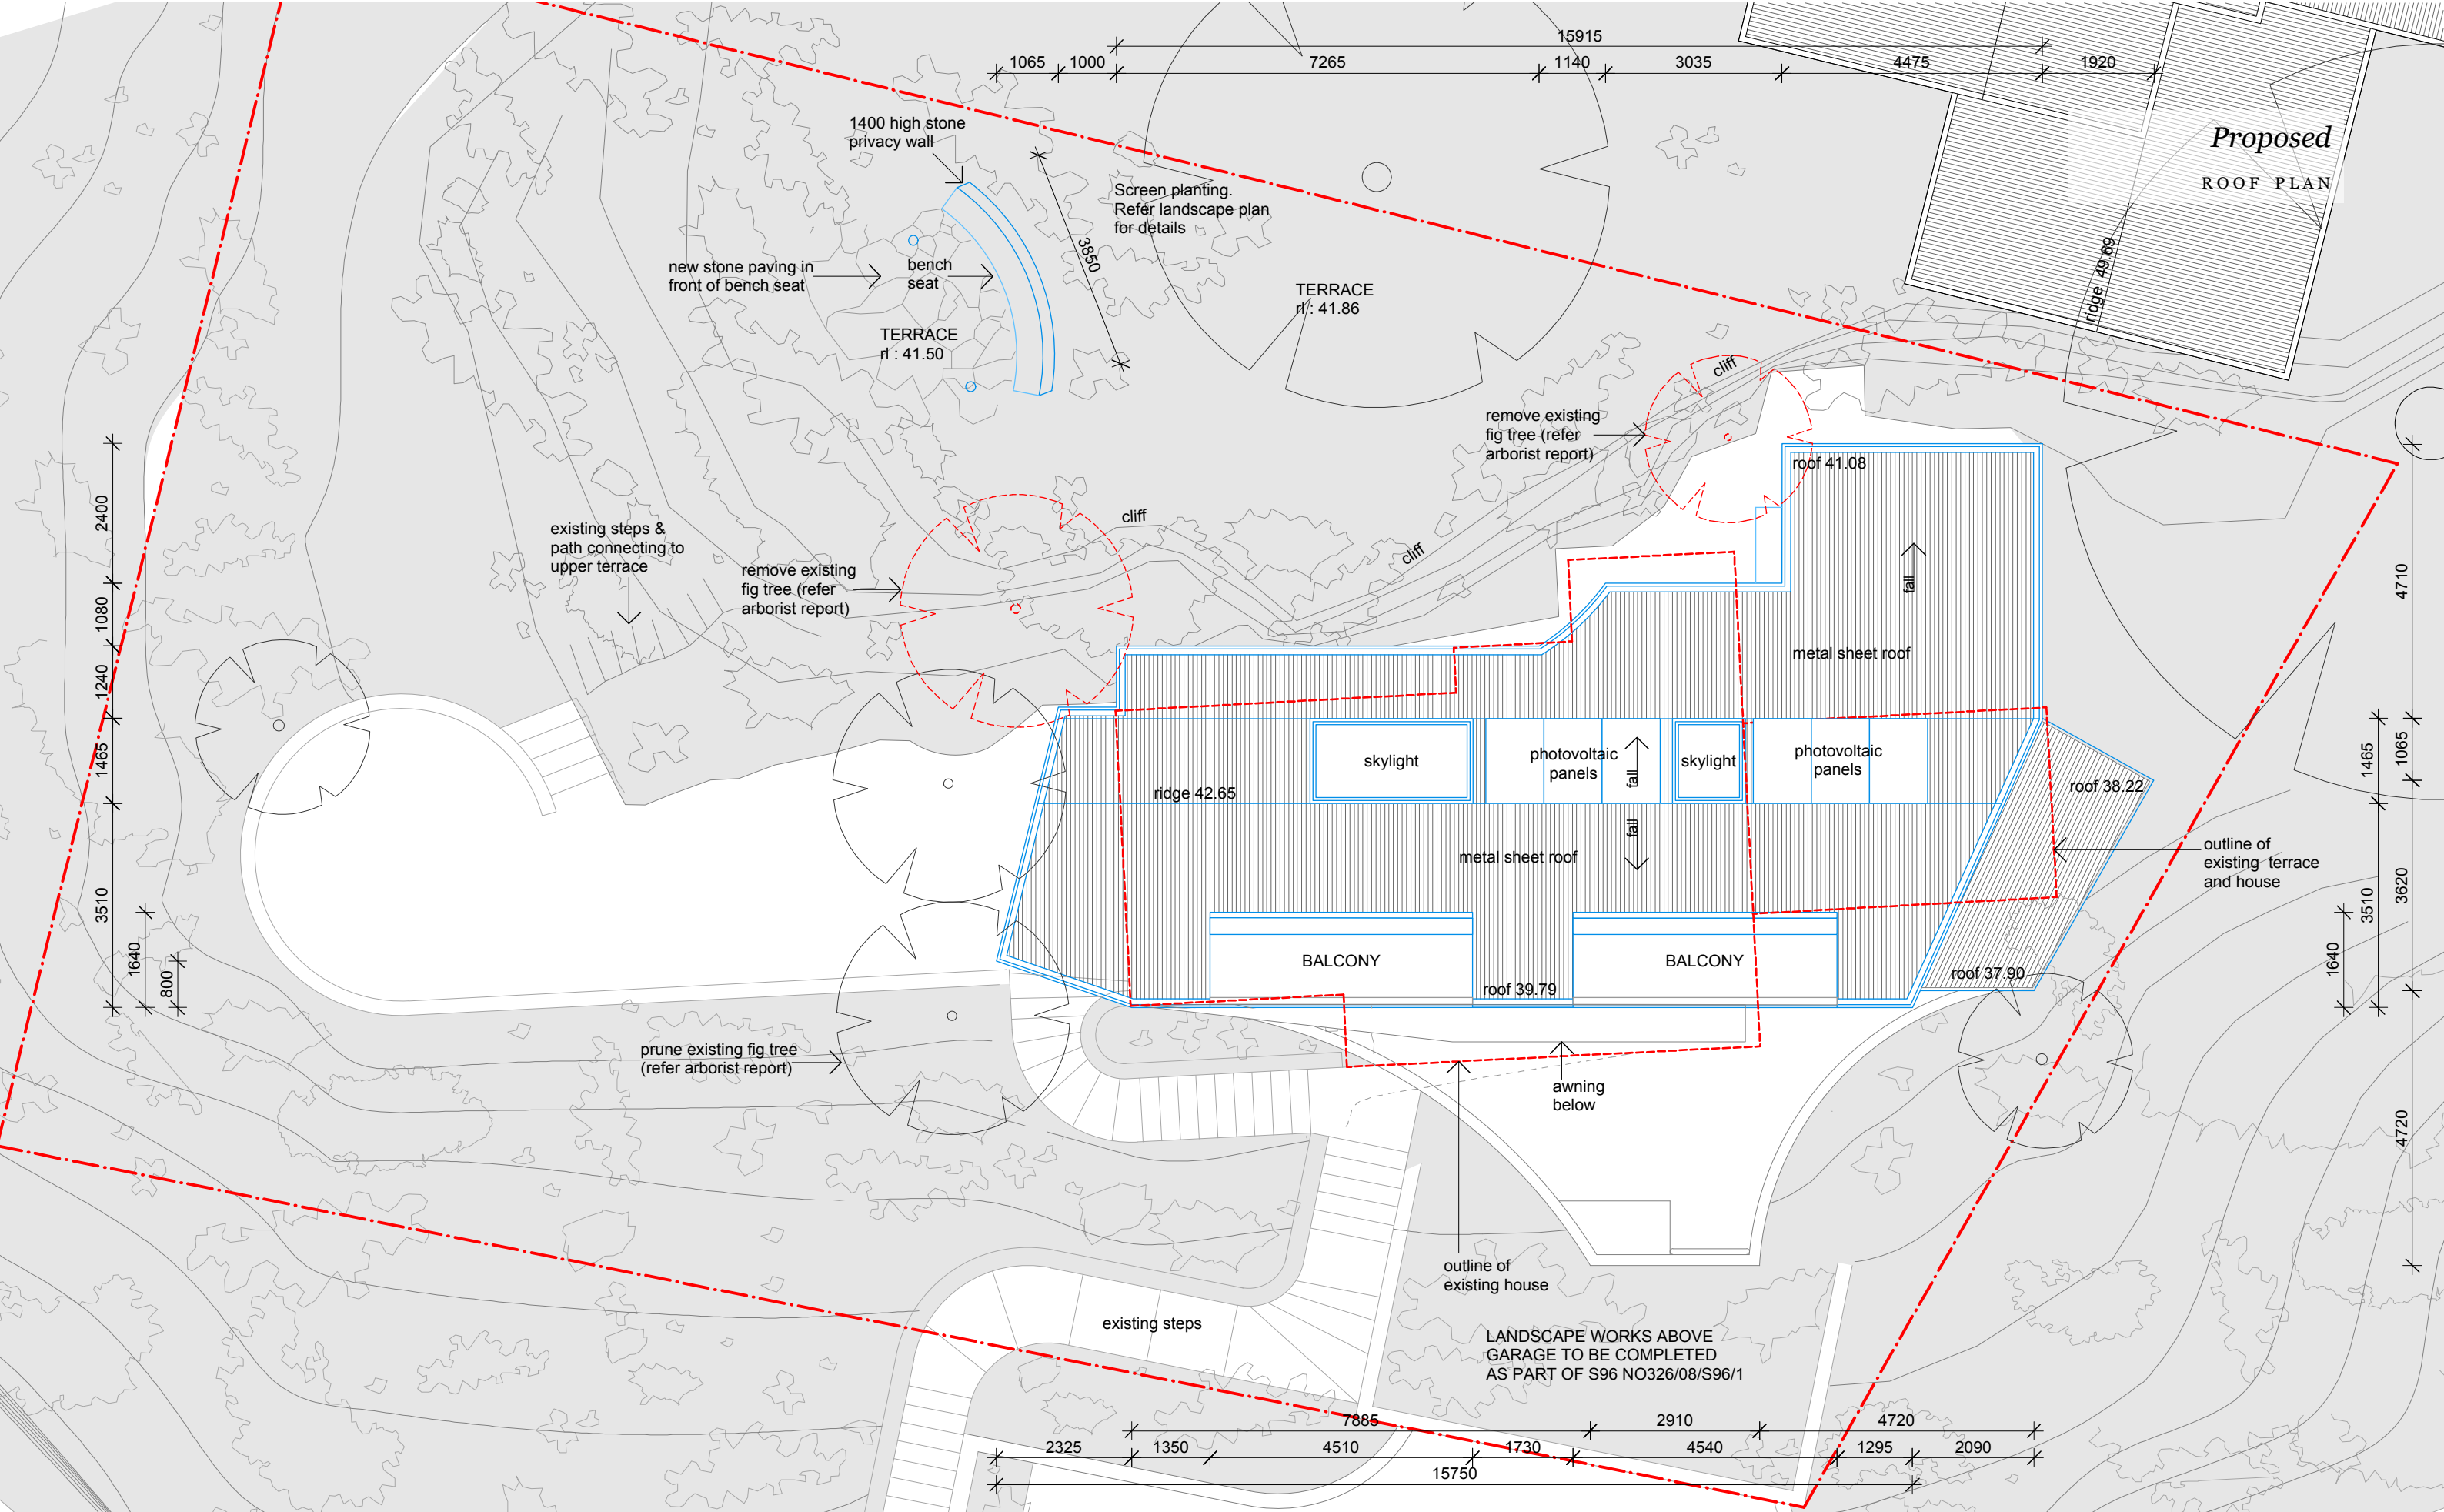 15915
1065
1000
7265
1140
3035
4475
1920
Proposed
ROOF PLAN
1400 high stone
privacy wall
Screen planting.
Refer landscape plan
for details
3850
new stone paving in
front of bench seat
bench
seat
TERRACE
rl : 41.50
TERRACE
rl : 41.86
ridge 49.69
cliff
remove existing
fig tree (refer
arborist report)
roof 41.08
2400
1080
1240
1465
3510
1640
800
existing steps &
path connecting to
upper terrace
remove existing
fig tree (refer
arborist report)
cliff
cliff
fall
4710
metal sheet roof
skylight
photovoltaic
panels
fall
skylight
photovoltaic
panels
ridge 42.65
roof 38.22
1465
1065
fall
metal sheet roof
outline of
existing terrace
and house
3510
3620
1640
4720
BALCONY
BALCONY
roof 39.79
roof 37.90
prune existing fig tree
(refer arborist report)
awning
below
outline of
existing house
existing steps
LANDSCAPE WORKS ABOVE
GARAGE TO BE COMPLETED
AS PART OF S96 NO326/08/S96/1
7885
2910
4720
2325
1350
4510
1730
4540
1295
2090
15750